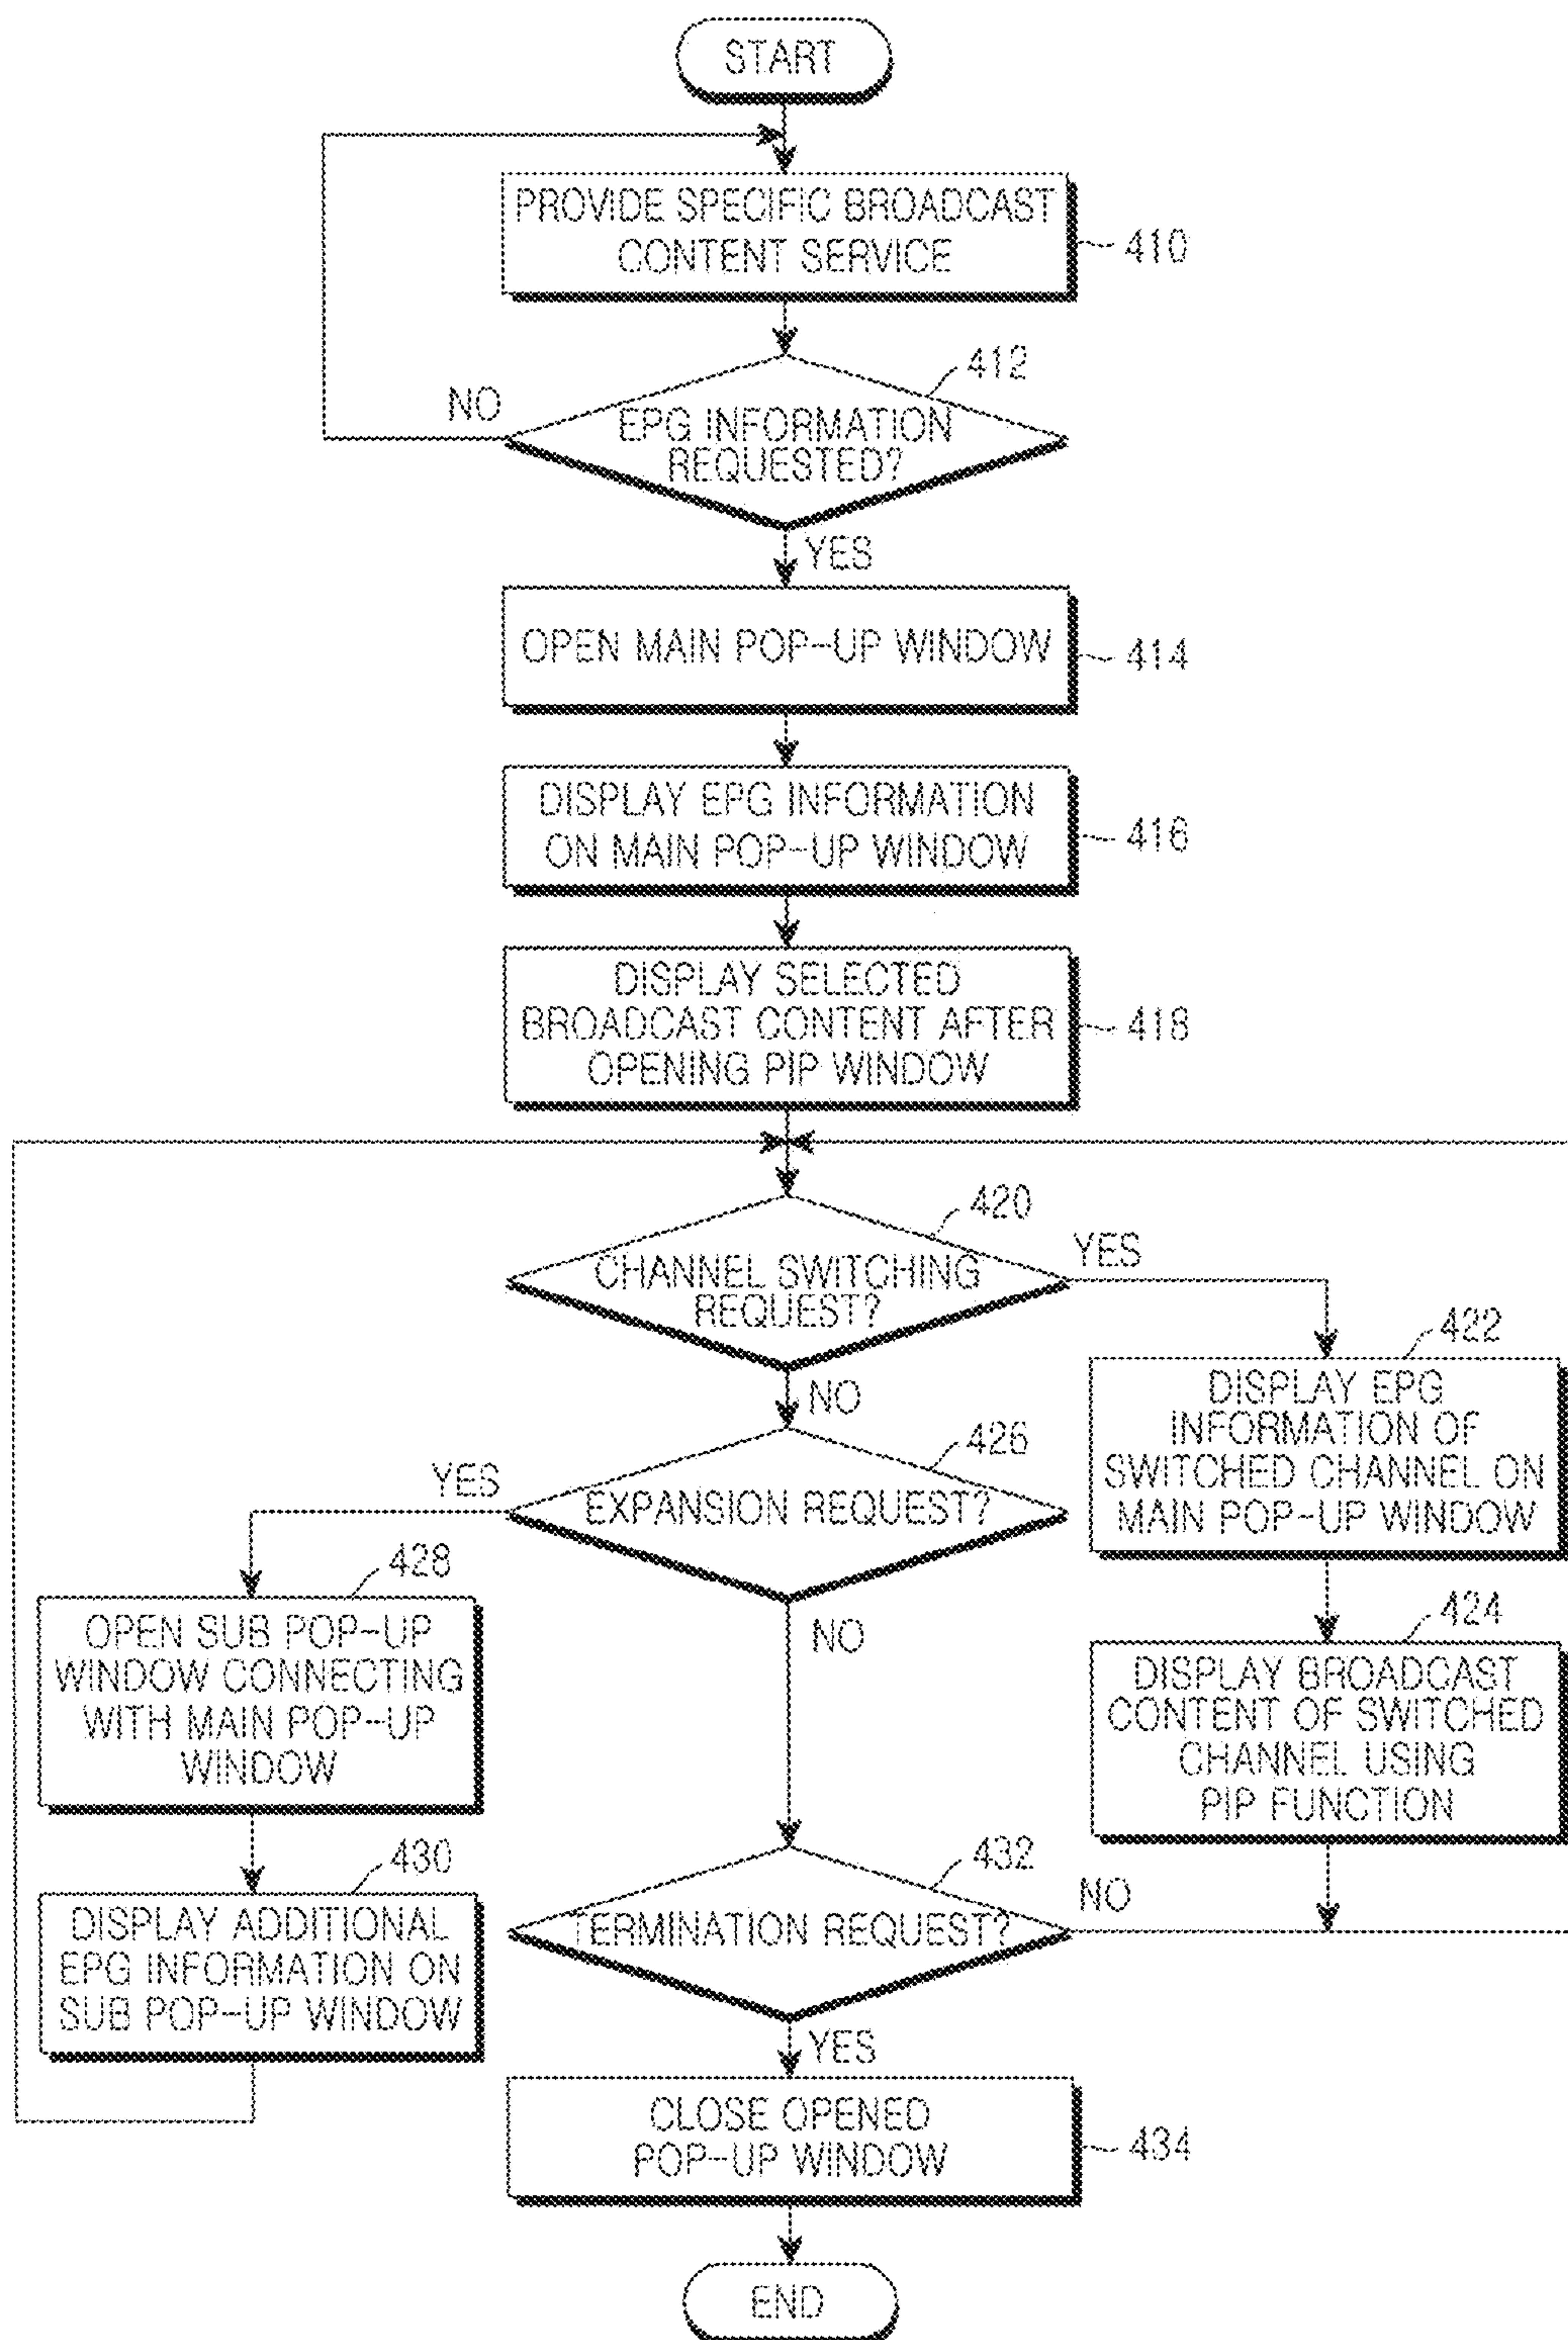 START
PROVIDE SPECIFIC BROADCAST
CONTENT SERVICE
410
412
NO
EPG INFORMATION
REQUESTED?
YES
OPEN MAIN POP-UP WINDOW
414
DISPLAY EPG INFORMATION
ON MAIN POP-UP WINDOW
416
DISPLAY SELECTED
BROADCAST CONTENT AFTER
OPENING PIP WINDOW
418
420
CHANNEL SWITCHING
REQUEST?
YES
NO
422
DISPLAY EPG
INFORMATION OF
SWITCHED CHANNEL ON
MAIN POP-UP WINDOW
426
YES
EXPANSION REQUEST?
NO
428
OPEN SUB POP-UP
WINDOW CONNECTING
WITH MAIN POP-UP
WINDOW
424
DISPLAY BROADCAST
CONTENT OF SWITCHED
CHANNEL USING
PIP FUNCTION
430
DISPLAY ADDITIONAL
EPG INFORMATION ON
SUB POP-UP WINDOW
432
TERMINATION REQUEST?
NO
YES
CLOSE OPENED
POP-UP WINDOW
434
END